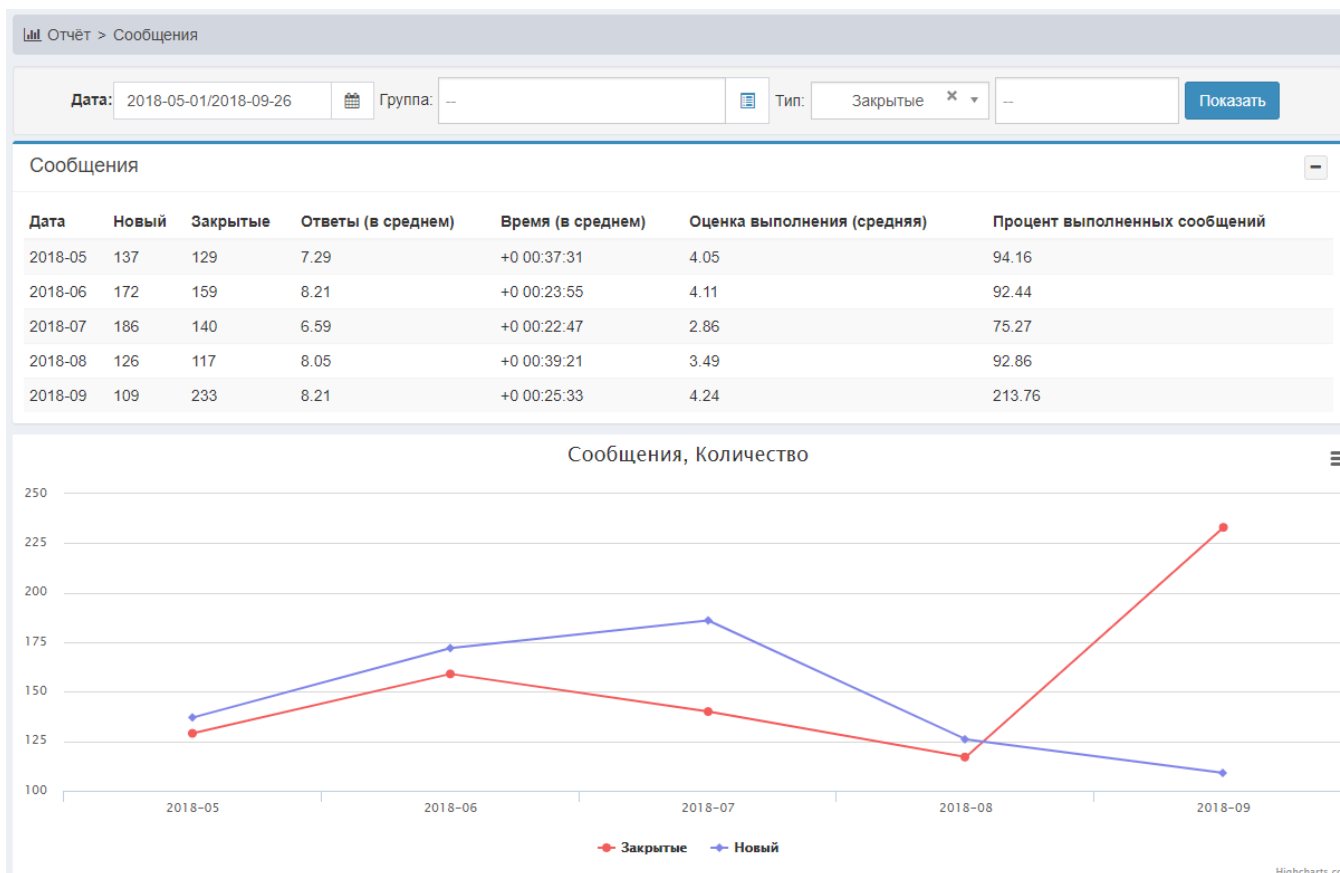 Отчёт > Сообщения
Дата: 2018-05-01/2018-09-26 Группа: -- Тип: Закрытые × -- Показать
Сообщения
Дата Новый Закрытые Ответы (в среднем) Время (в среднем) Оценка выполнения (средняя) Процент выполненных сообщений
2018-05 137 129 7.29 +0 00:37:31 4.05 94.16
2018-06 172 159 8.21 +0 00:23:55 4.11 92.44
2018-07 186 140 6.59 +0 00:22:47 2.86 75.27
2018-08 126 117 8.05 +0 00:39:21 3.49 92.86
2018-09 109 233 8.21 +0 00:25:33 4.24 213.76
Сообщения, Количество
250
225
200
175
150
125
100
2018-05 2018-06 2018-07 2018-08 2018-09
Закрытые Новый